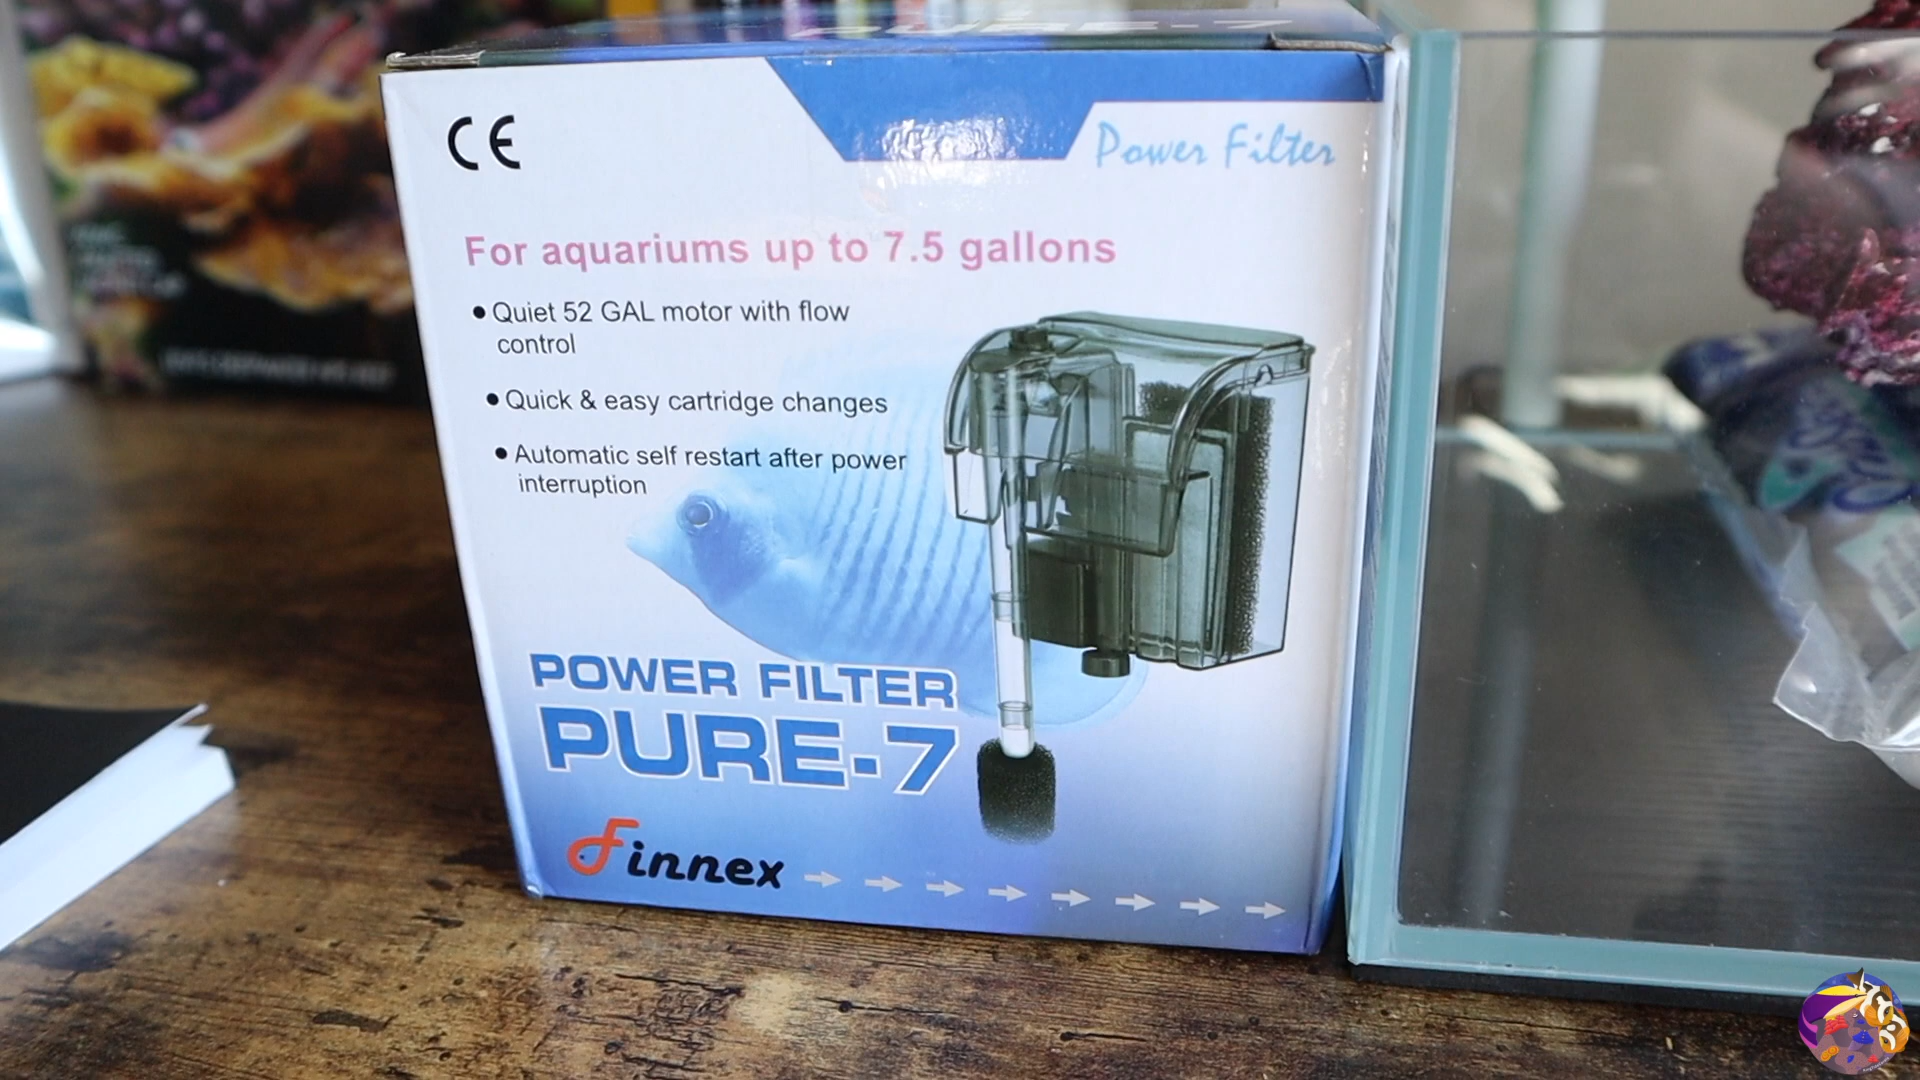 CE
Power Filter
For aquariums up to 7.5 gallons
• Quiet 52 GAL motor with flow
control
• Quick & easy cartridge changes
• Automatic self restart after power
interruption
POWER FILTER
PURE-7
Finnex